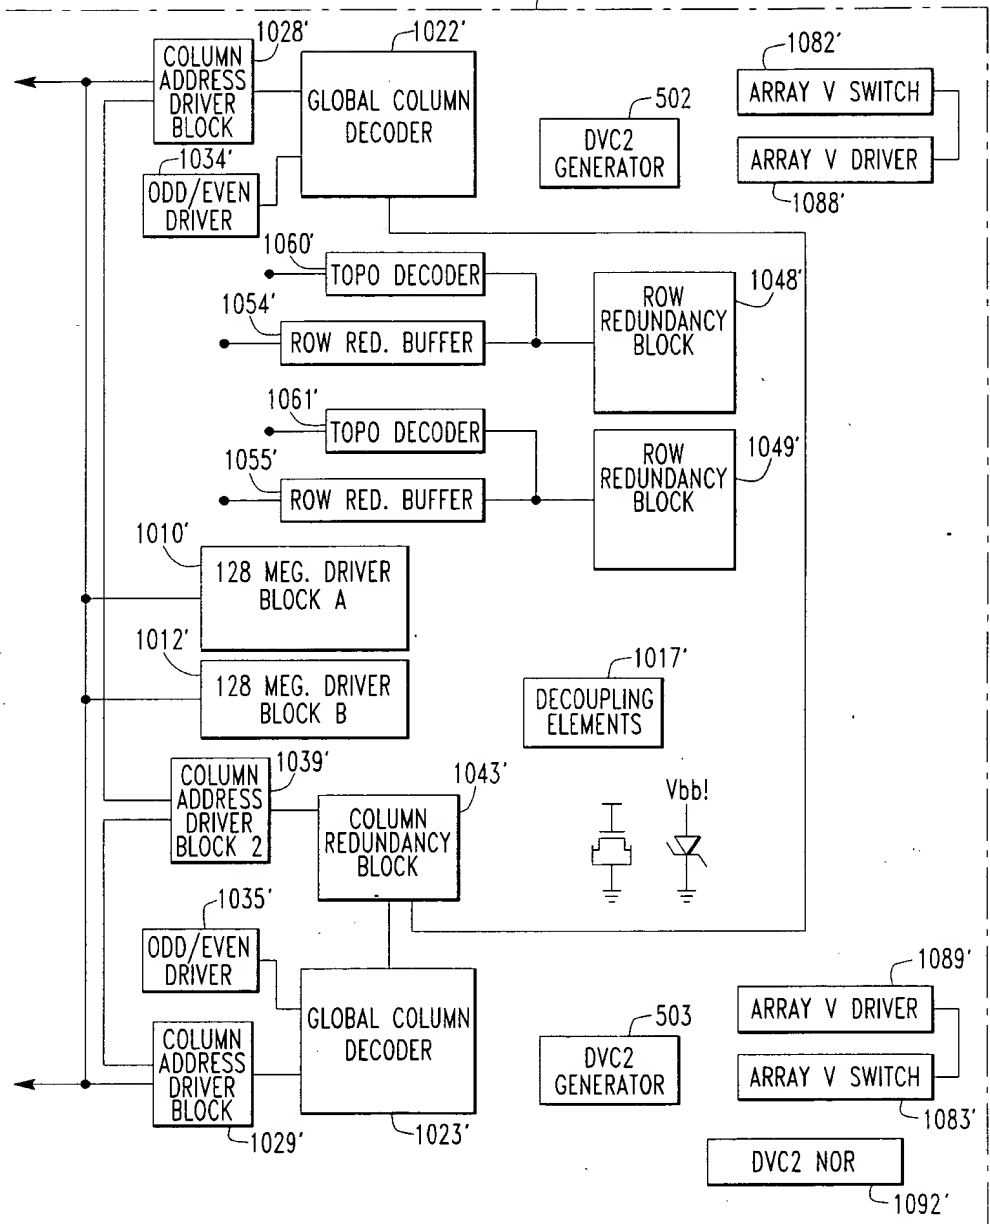 1028'
COLUMN
ADDRESS
DRIVER
BLOCK
1022'
GLOBAL COLUMN
DECODER
1082'
ARRAY V SWITCH
502
DVC2
GENERATOR
ARRAY V DRIVER
1088'
1034'
ODD/EVEN
DRIVER
1060'
TOPO DECODER
1054'
ROW RED. BUFFER
ROW
REDUNDANCY
BLOCK
1048'
1061'
TOPO DECODER
1055'
ROW RED. BUFFER
ROW
REDUNDANCY
BLOCK
1049'
1010'
128 MEG. DRIVER
BLOCK A
1012'
128 MEG. DRIVER
BLOCK B
1017'
DECOUPLING
ELEMENTS
COLUMN
ADDRESS
DRIVER
BLOCK 2
1039'
1043'
COLUMN
REDUNDANCY
BLOCK
Vbb!
1035'
ODD/EVEN
DRIVER
GLOBAL COLUMN
DECODER
1023'
COLUMN
ADDRESS
DRIVER
BLOCK
1029'
503
DVC2
GENERATOR
1089'
ARRAY V DRIVER
ARRAY V SWITCH
1083'
DVC2 NOR
1092'